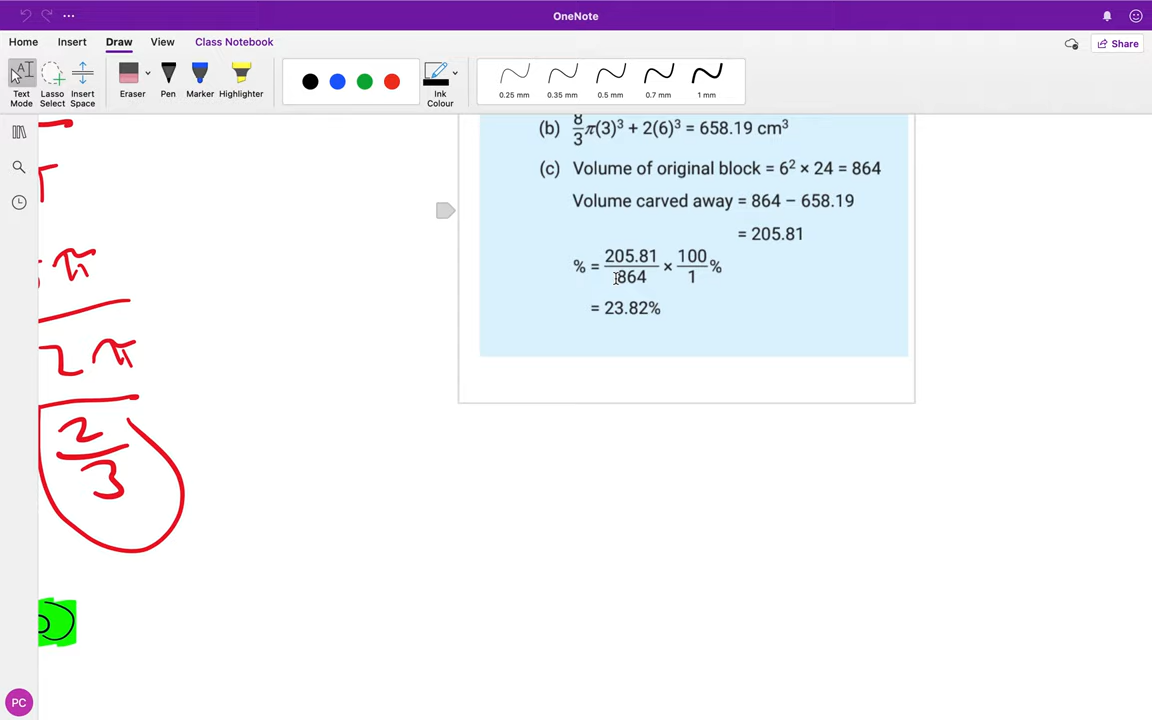 OneNote
Home Insert Draw View Class Notebook
Share
Text Mode
Lasso Select
Insert Space
Eraser
Pen
Marker
Highlighter
Ink Colour
0.25 mm 0.35 mm 0.5 mm 0.7 mm 1 mm
(b) 8/3 π(3)³ + 2(6)³ = 658.19 cm³
(c) Volume of original block = 6² × 24 = 864
Volume carved away = 864 – 658.19
= 205.81
% = 205.81/864 × 100/1 %
= 23.82%
π
2π
2/3
PC